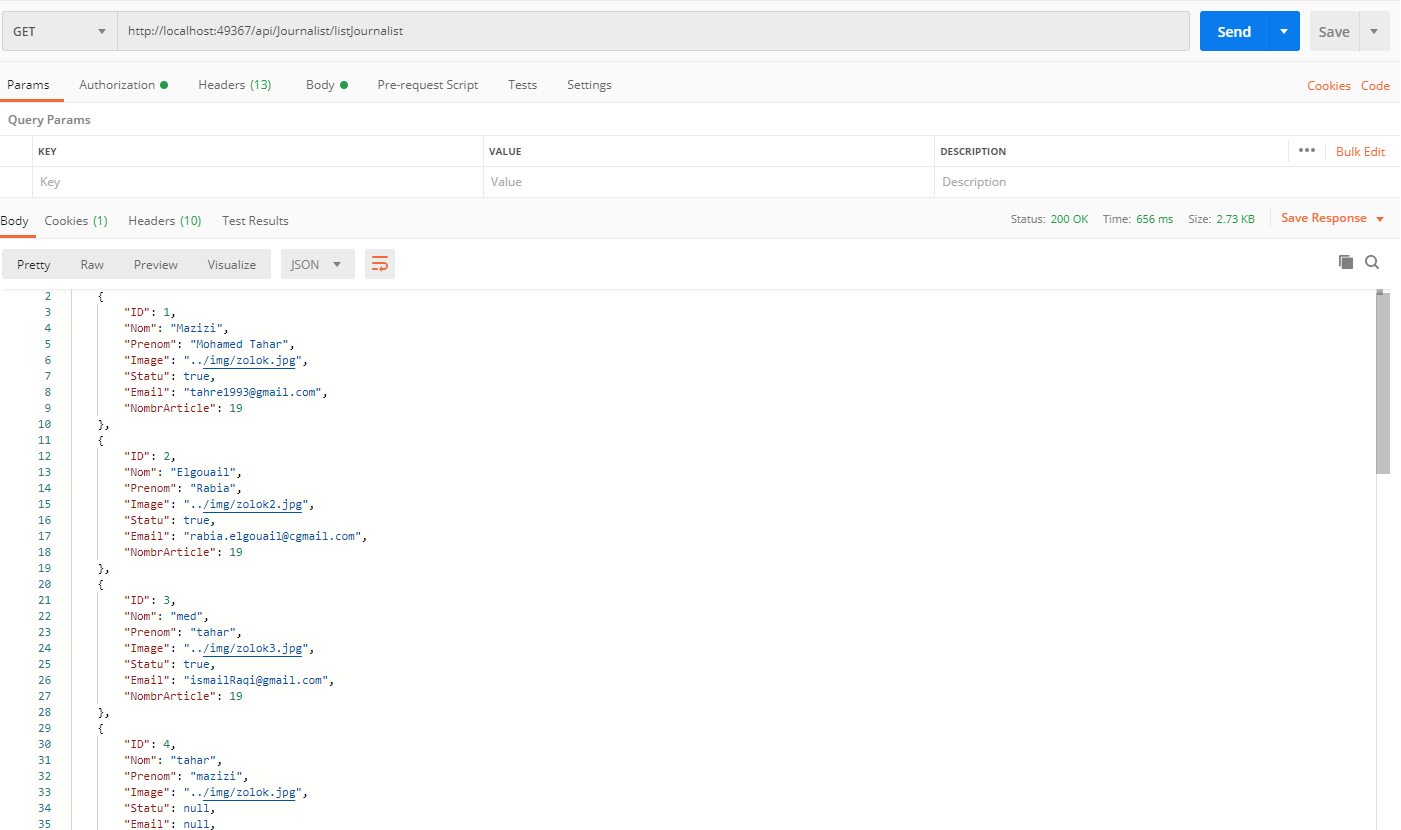 GET http://localhost:49367/api/Journalist/listJournalist Send Save
Params Authorization Headers (13) Body Pre-request Script Tests Settings Cookies Code
Query Params
KEY VALUE DESCRIPTION ••• Bulk Edit
Key Value Description
Body Cookies (1) Headers (10) Test Results Status: 200 OK Time: 656 ms Size: 2.73 KB Save Response
Pretty Raw Preview Visualize JSON
2 {
3 "ID": 1,
4 "Nom": "Mazizi",
5 "Prenom": "Mohamed Tahar",
6 "Image": "../img/zolok.jpg",
7 "Statu": true,
8 "Email": "tahre1993@gmail.com",
9 "NombrArticle": 19
10 },
11 {
12 "ID": 2,
13 "Nom": "Elgouail",
14 "Prenom": "Rabia",
15 "Image": "../img/zolok2.jpg",
16 "Statu": true,
17 "Email": "rabia.elgouail@cgmail.com",
18 "NombrArticle": 19
19 },
20 {
21 "ID": 3,
22 "Nom": "med",
23 "Prenom": "tahar",
24 "Image": "../img/zolok3.jpg",
25 "Statu": true,
26 "Email": "ismailRaqi@gmail.com",
27 "NombrArticle": 19
28 },
29 {
30 "ID": 4,
31 "Nom": "tahar",
32 "Prenom": "mazizi",
33 "Image": "../img/zolok.jpg",
34 "Statu": null,
35 "Email": null,